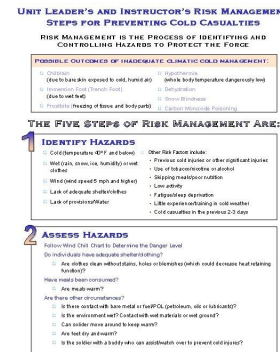 Unit Leader's and Instructor's Risk Management
Steps for Preventing Cold Casualties
Risk Management is the Process of Identifying and
Controlling Hazards to Protect the Force
Possible Outcomes of inadequate climatic cold management:
Chilblain
(due to bare skin exposed to cold, humid air)
Immersion Foot (Trench Foot)
(due to wet feet)
Frostbite (freezing of tissue and body parts)
Hypothermia
(whole body temperature dangerously low)
Dehydration
Snow Blindness
Carbon Monoxide Poisoning
The Five Steps of Risk Management Are:
1 Identify Hazards
Cold (temperature 40°F and below)
Wet (rain, snow, ice, humidity) or wet
clothes
Wind (wind speed 5 mph and higher)
Lack of adequate shelter/clothes
Lack of provisions/Water
Other Risk Factors include:
• Previous cold injuries or other significant injuries
• Use of tobacco/nicotine or alcohol
• Skipping meals/poor nutrition
• Low activity
• Fatigue/sleep deprivation
• Little experience/training in cold weather
• Cold casualties in the previous 2-3 days
2 Assess Hazards
Follow Wind Chill Chart to Determine the Danger Level
Do individuals have adequate shelter/clothing?
Are clothes clean without stains, holes or blemishes (which could decrease heat retaining
function)?
Have meals been consumed?
Are meals warm?
Are there other circumstances?
Is there contact with bare metal or fuel/POL (petroleum, oils or lubricants)?
Is the environment wet? Contact with wet materials or wet ground?
Can soldier move around to keep warm?
Are feet dry and warm?
Is the soldier with a buddy who can assist/watch over to prevent cold injuries?